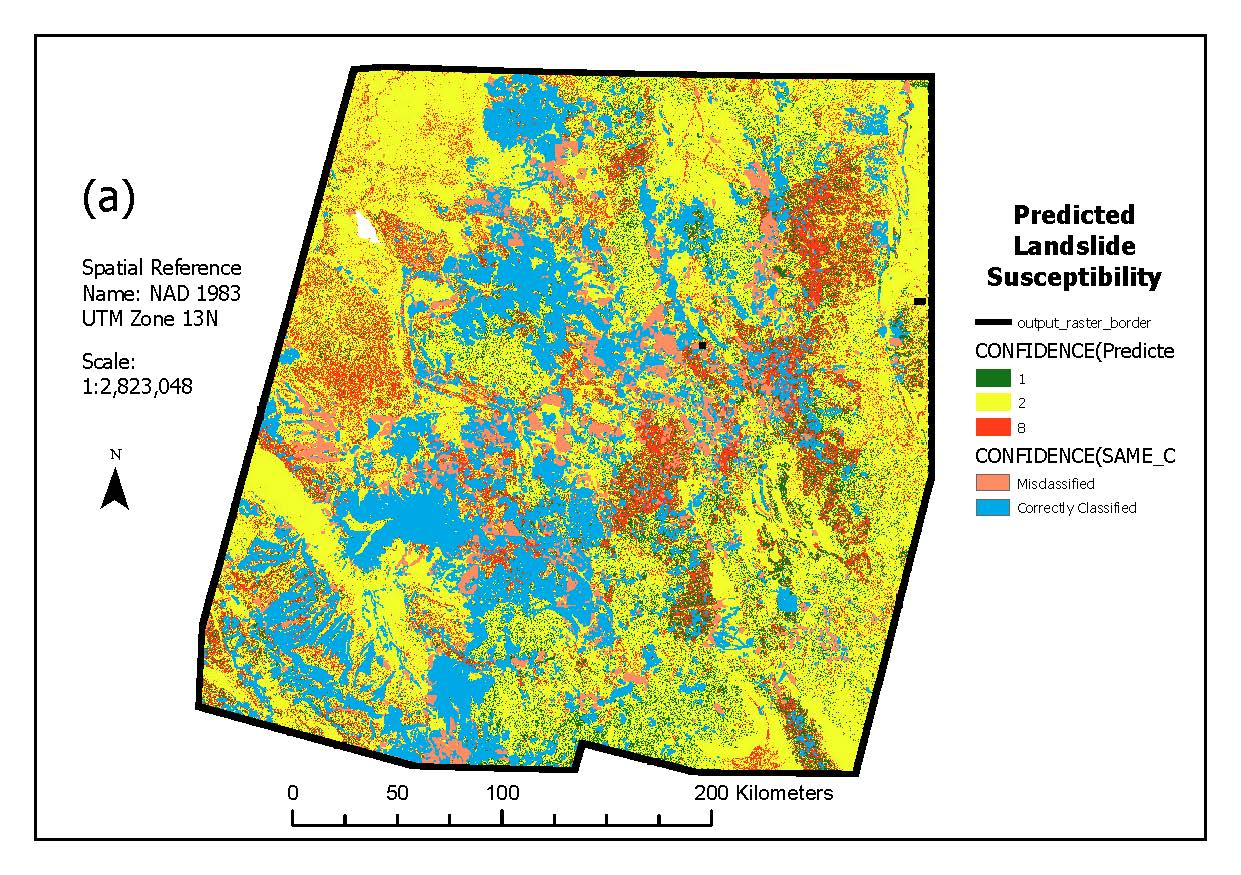 (a)
Spatial Reference
Name: NAD 1983
UTM Zone 13N
Scale:
1:2,823,048
N
Predicted
Landslide
Susceptibility
output_raster_border
CONFIDENCE(Predicte
1
2
8
CONFIDENCE(SAME_C
Misclassified
Correctly Classified
0 50 100 200 Kilometers